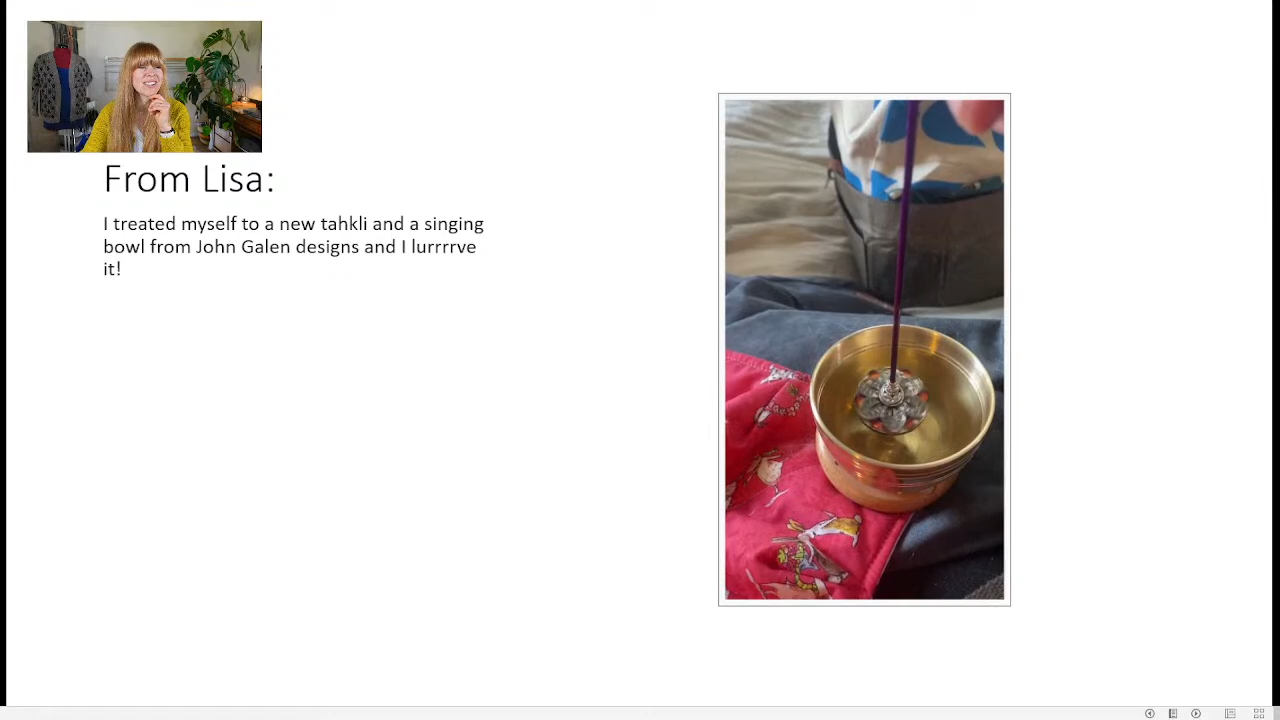 From Lisa:
I treated myself to a new tahkli and a singing
bowl from John Galen designs and I lurrrrve
it!